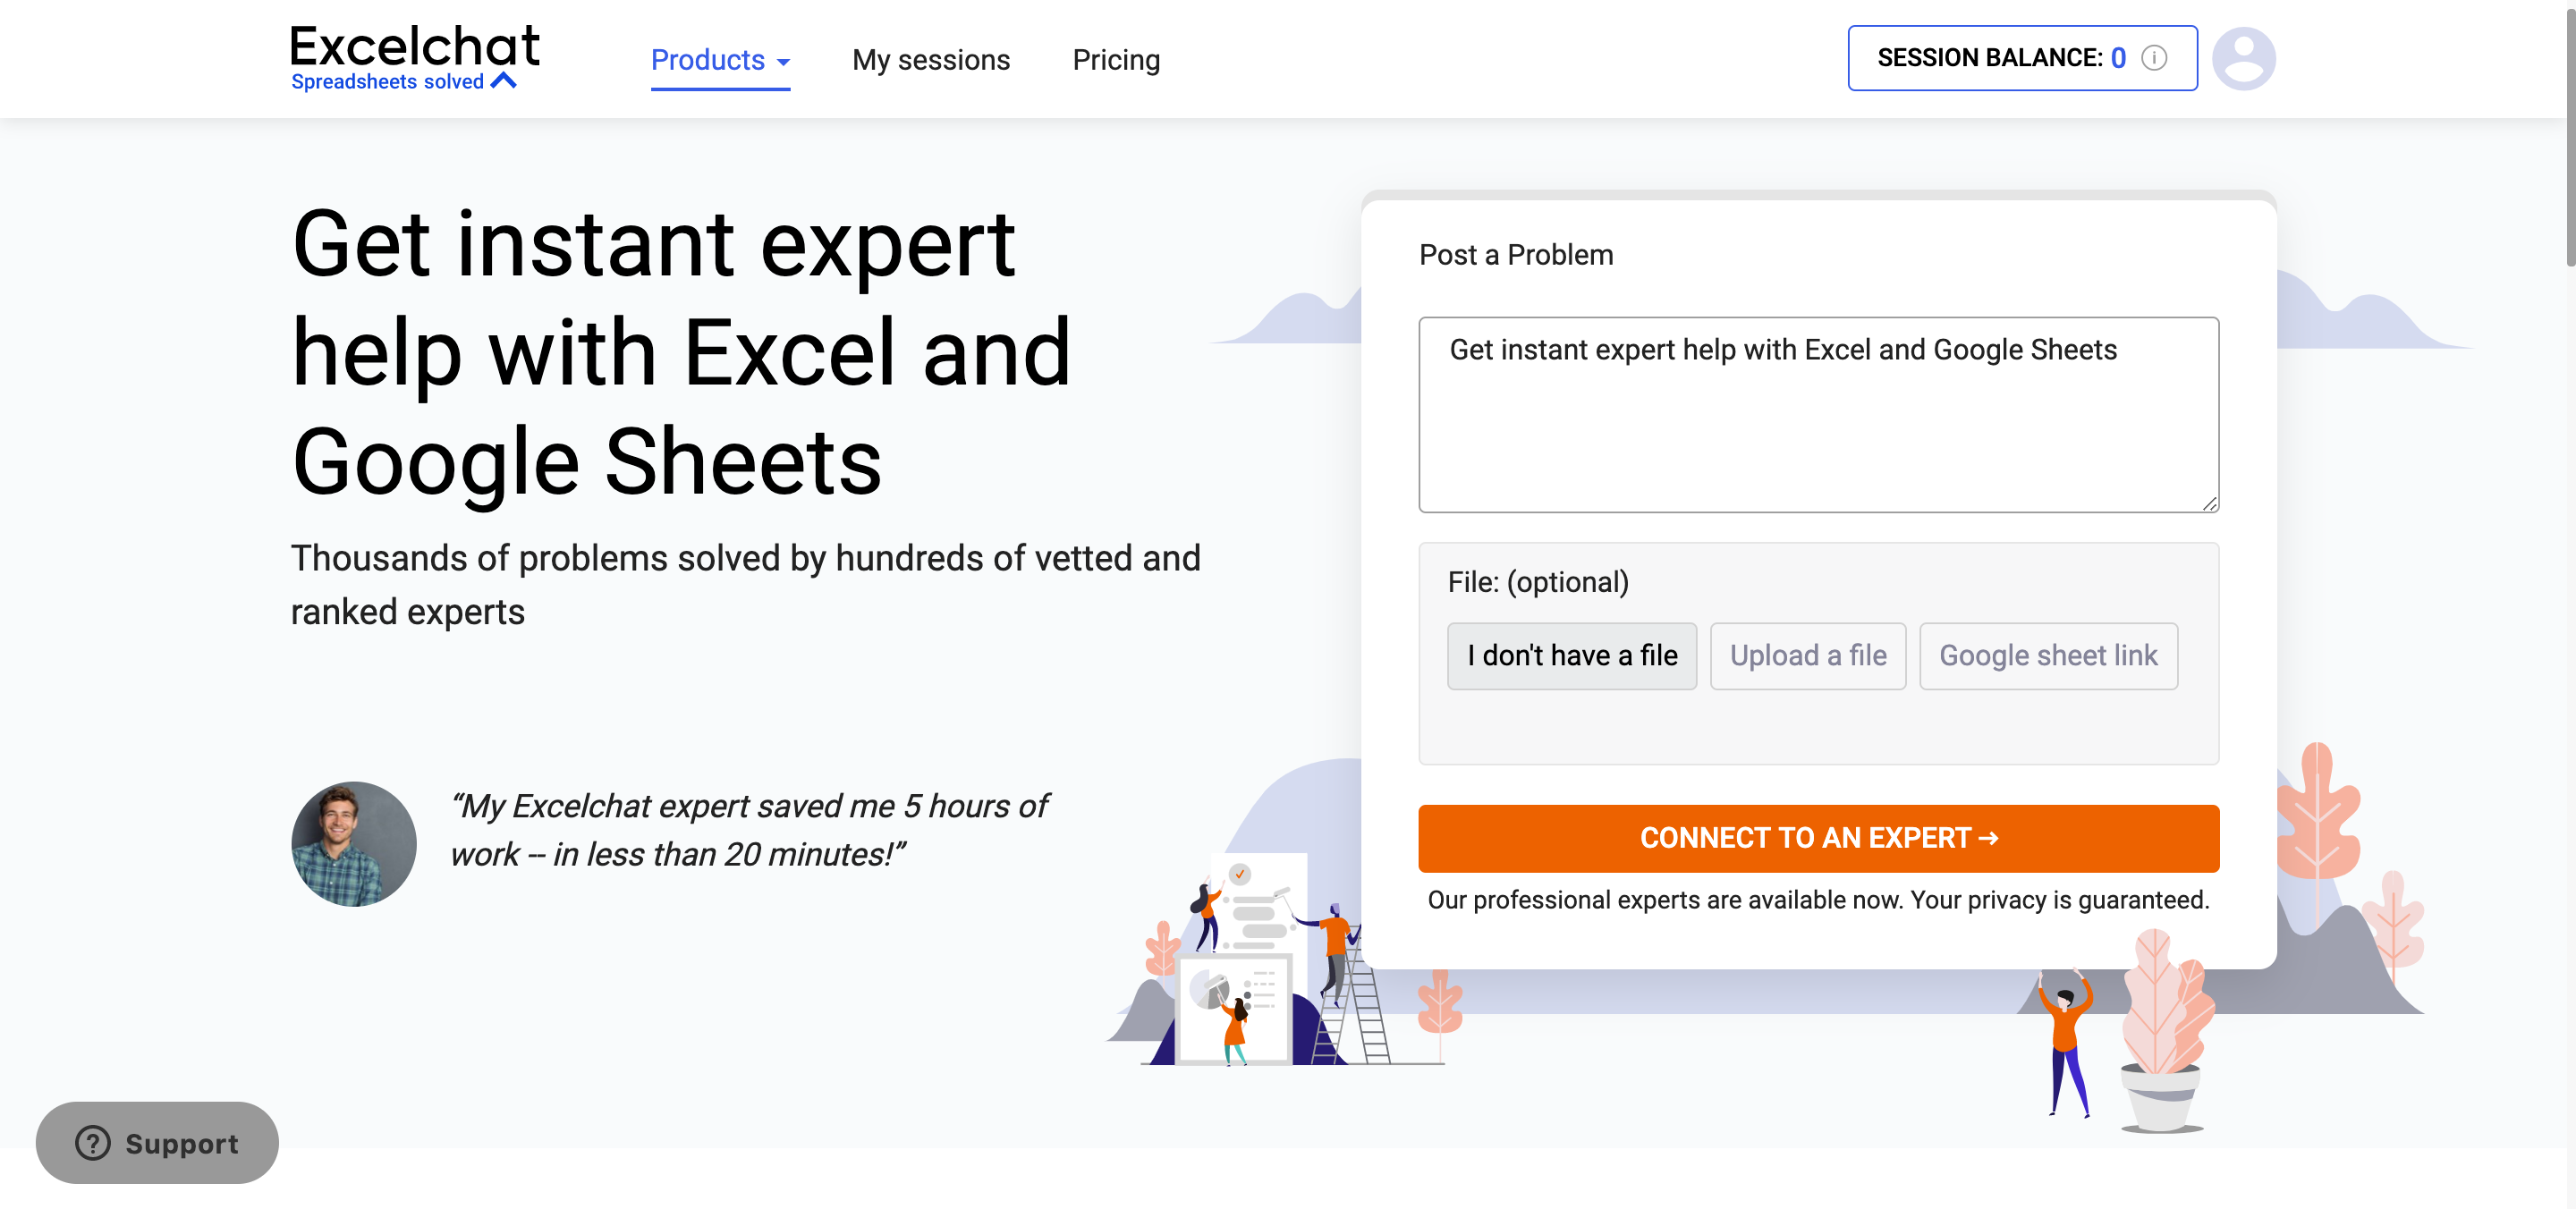 Excelchat
Spreadsheets solved
Products
My sessions
Pricing
SESSION BALANCE: 0
Get instant expert
help with Excel and
Google Sheets
Thousands of problems solved by hundreds of vetted and
ranked experts
“My Excelchat expert saved me 5 hours of
work -- in less than 20 minutes!”
Post a Problem
Get instant expert help with Excel and Google Sheets
File: (optional)
I don't have a file
Upload a file
Google sheet link
CONNECT TO AN EXPERT→
Our professional experts are available now. Your privacy is guaranteed.
Support